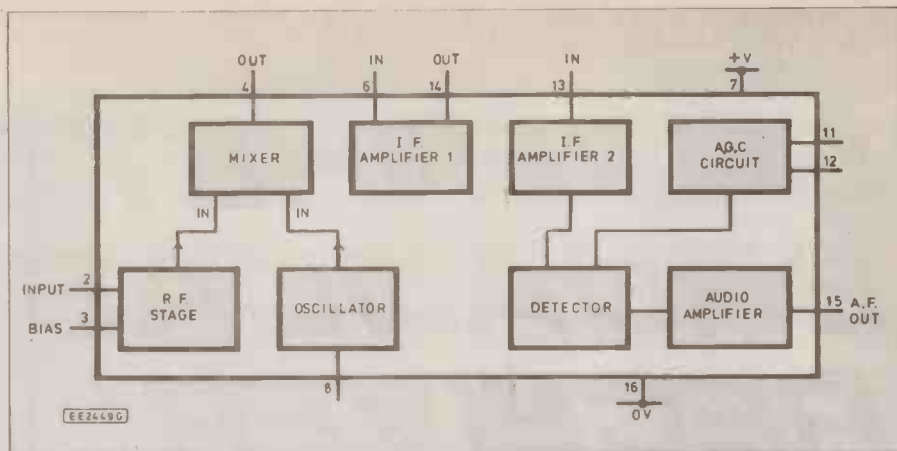 OUT
4
IN
6
OUT
14
IN
13
+V
7
MIXER
I F.
AMPLIFIER 1
I.F
AMPLIFIER 2
A.G.C
CIRCUIT
11
12
IN
IN
INPUT
2
BIAS
3
R F.
STAGE
OSCILLATOR
DETECTOR
AUDIO
AMPLIFIER
15
A.F.
OUT
8
16
0V
EE2449G